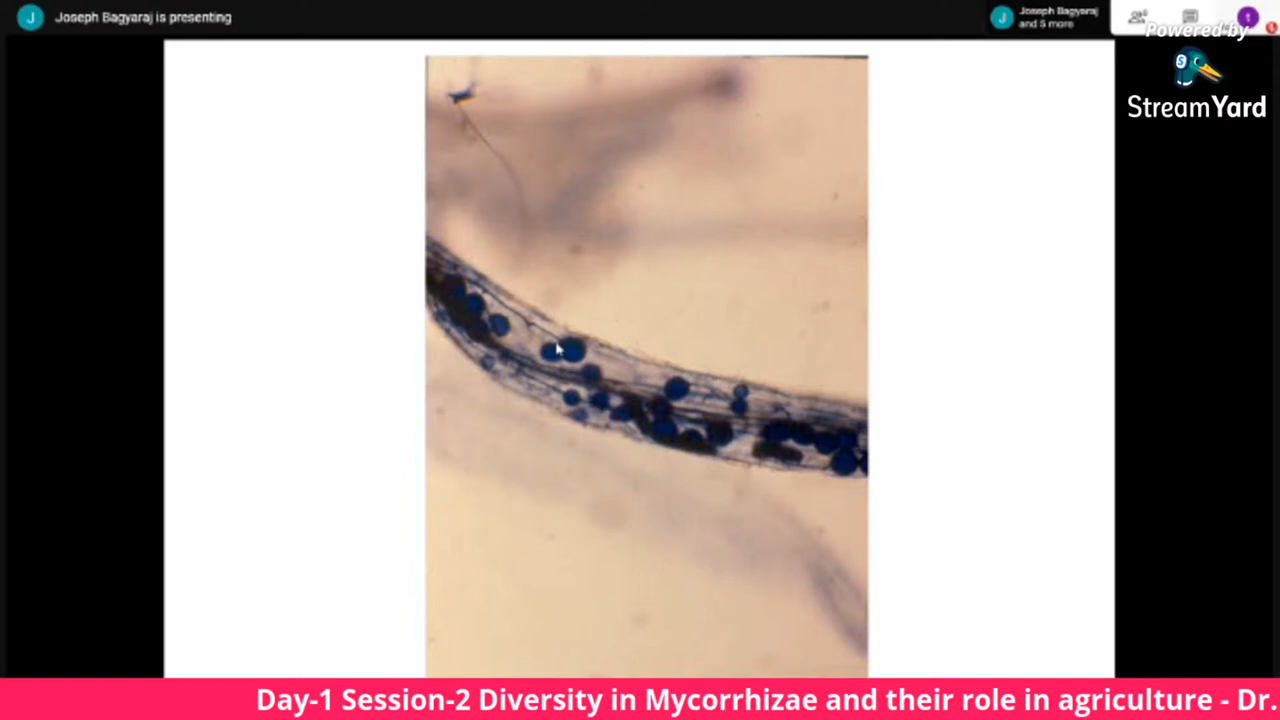 J Joseph Bagyaraj is presenting
J Joseph Bagyaraj
and 5 more
t
Powered by
S
StreamYard
Day-1 Session-2 Diversity in Mycorrhizae and their role in agriculture - Dr.